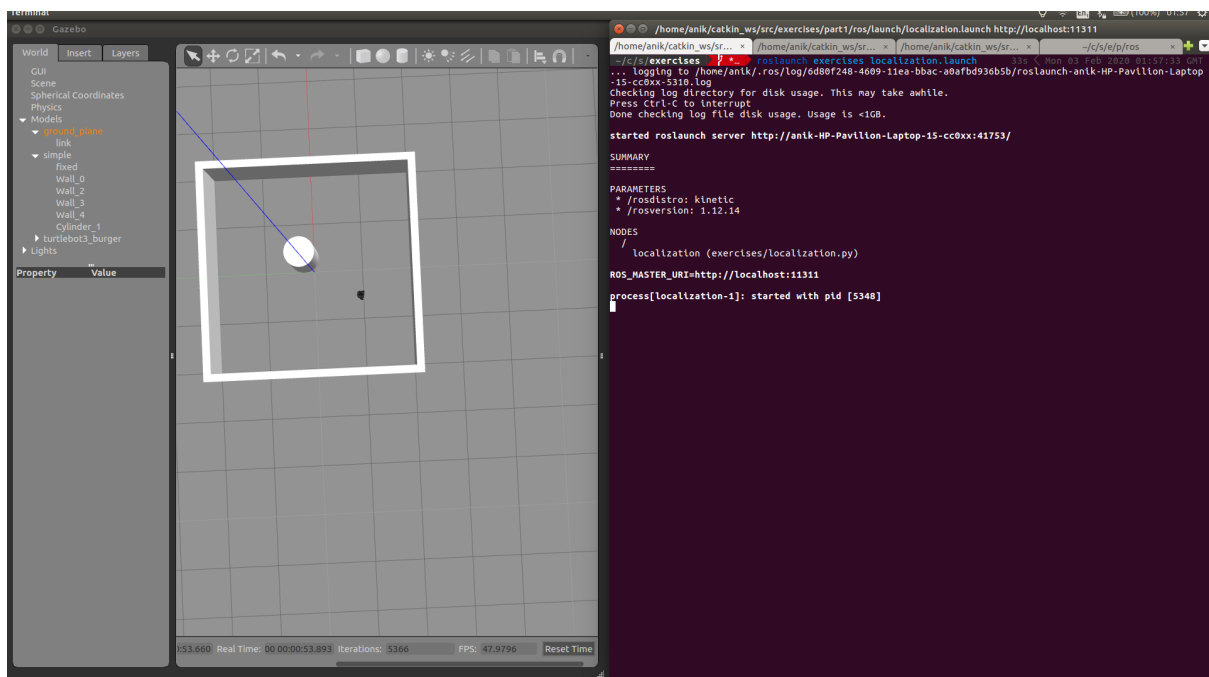 Terminal
(100%) 01:57
Gazebo
World Insert Layers
GUI
Scene
Spherical Coordinates
Physics
Models
ground_plane
link
simple
fixed
Wall_0
Wall_2
Wall_3
Wall_4
Cylinder_1
turtlebot3_burger
Lights
Property Value
:53.660 Real Time: 00 00:00:53.893 Iterations: 5366 FPS: 47.9796 Reset Time
/home/anik/catkin_ws/src/exercises/part1/ros/launch/localization.launch http://localhost:11311
/home/anik/catkin_ws/sr... × /home/anik/catkin_ws/sr... × /home/anik/catkin_ws/sr... × ~/c/s/e/p/ros ×
~/c/s/exercises *_ roslaunch exercises localization.launch 33s < Mon 03 Feb 2020 01:57:33 GMT
... logging to /home/anik/.ros/log/6d80f248-4609-11ea-bbac-a0afbd936b5b/roslaunch-anik-HP-Pavilion-Laptop
-15-cc0xx-5310.log
Checking log directory for disk usage. This may take awhile.
Press Ctrl-C to interrupt
Done checking log file disk usage. Usage is <1GB.
started roslaunch server http://anik-HP-Pavilion-Laptop-15-cc0xx:41753/
SUMMARY
========
PARAMETERS
* /rosdistro: kinetic
* /rosversion: 1.12.14
NODES
/
localization (exercises/localization.py)
ROS_MASTER_URI=http://localhost:11311
process[localization-1]: started with pid [5348]